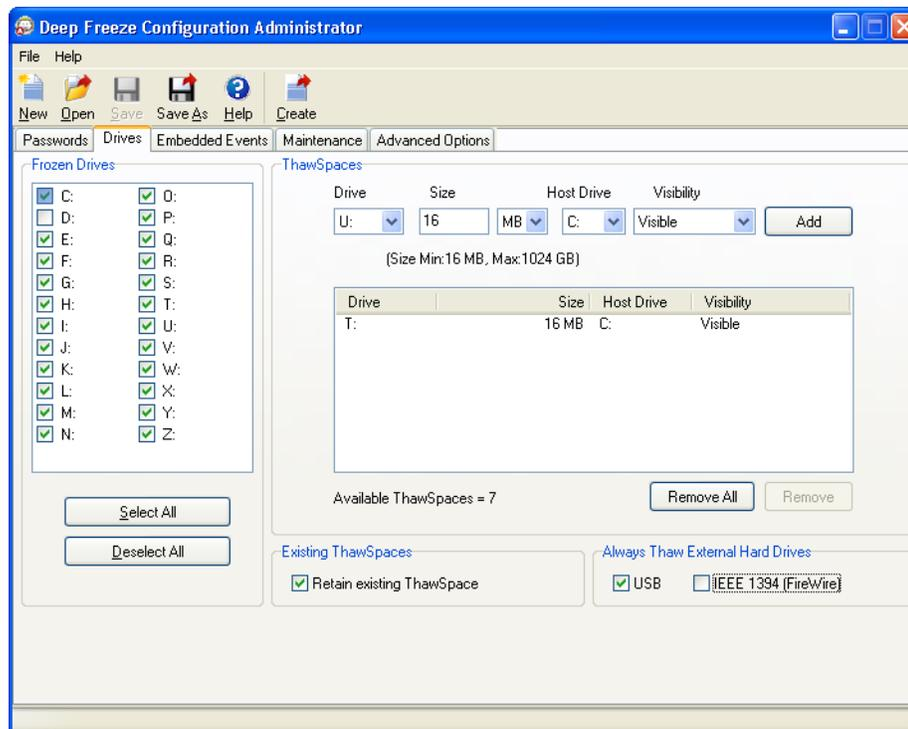 Deep Freeze Configuration Administrator
File Help
New Open Save Save As Help Create
Passwords Drives Embedded Events Maintenance Advanced Options
Frozen Drives
C: O:
D: P:
E: Q:
F: R:
G: S:
H: T:
I: U:
J: V:
K: W:
L: X:
M: Y:
N: Z:
Select All
Deselect All
ThawSpaces
Drive Size Host Drive Visibility
U: 16 MB C: Visible Add
(Size Min:16 MB, Max:1024 GB)
Drive Size Host Drive Visibility
T: 16 MB C: Visible
Available ThawSpaces = 7 Remove All Remove
Existing ThawSpaces
Retain existing ThawSpace
Always Thaw External Hard Drives
USB IEEE 1394 (FireWire)